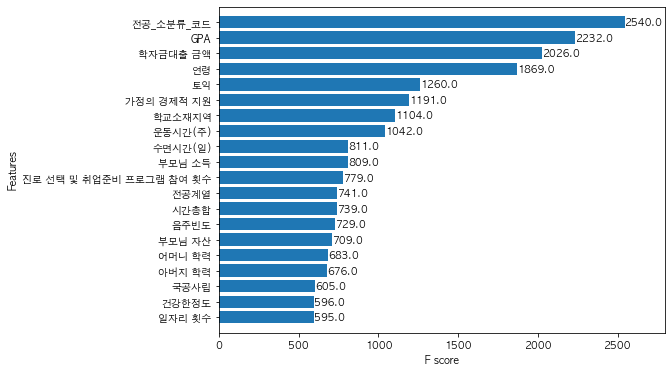 전공_소분류_코드 2540.0
GPA 2232.0
학자금대출 금액 2026.0
연령 1869.0
토익 1260.0
가정의 경제적 지원 1191.0
학교소재지역 1104.0
운동시간(주) 1042.0
수면시간(일) 811.0
부모님 소득 809.0
진로 선택 및 취업준비 프로그램 참여 횟수 779.0
전공계열 741.0
시간총합 739.0
음주빈도 729.0
부모님 자산 709.0
어머니 학력 683.0
아버지 학력 676.0
국공사립 605.0
건강한정도 596.0
일자리 횟수 595.0
Features
0 500 1000 1500 2000 2500
F score